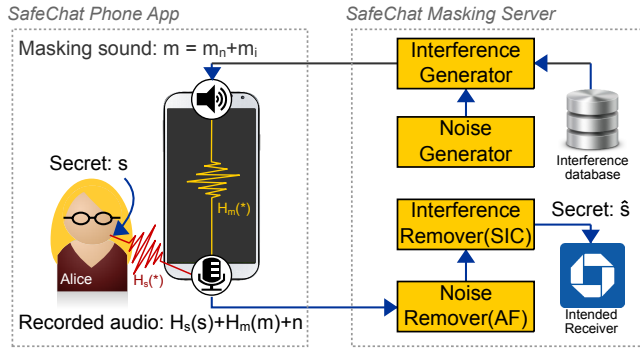 SafeChat Phone App
Masking sound: m = mₙ+mᵢ
Secret: s
Hₘ(*)
Alice
Hₛ(*)
Recorded audio: Hₛ(s)+Hₘ(m)+n
SafeChat Masking Server
Interference
Generator
Noise
Generator
Interference
database
Secret: ŝ
Interference
Remover(SIC)
Noise
Remover(AF)
Intended
Receiver